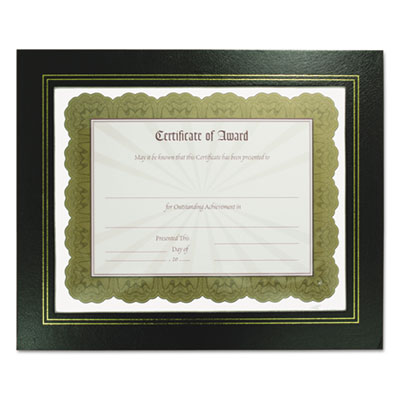 Certificate of Award
May it be known that this Certificate has been presented to
for Outstanding Achievement in
Presented This
Day of
, 20